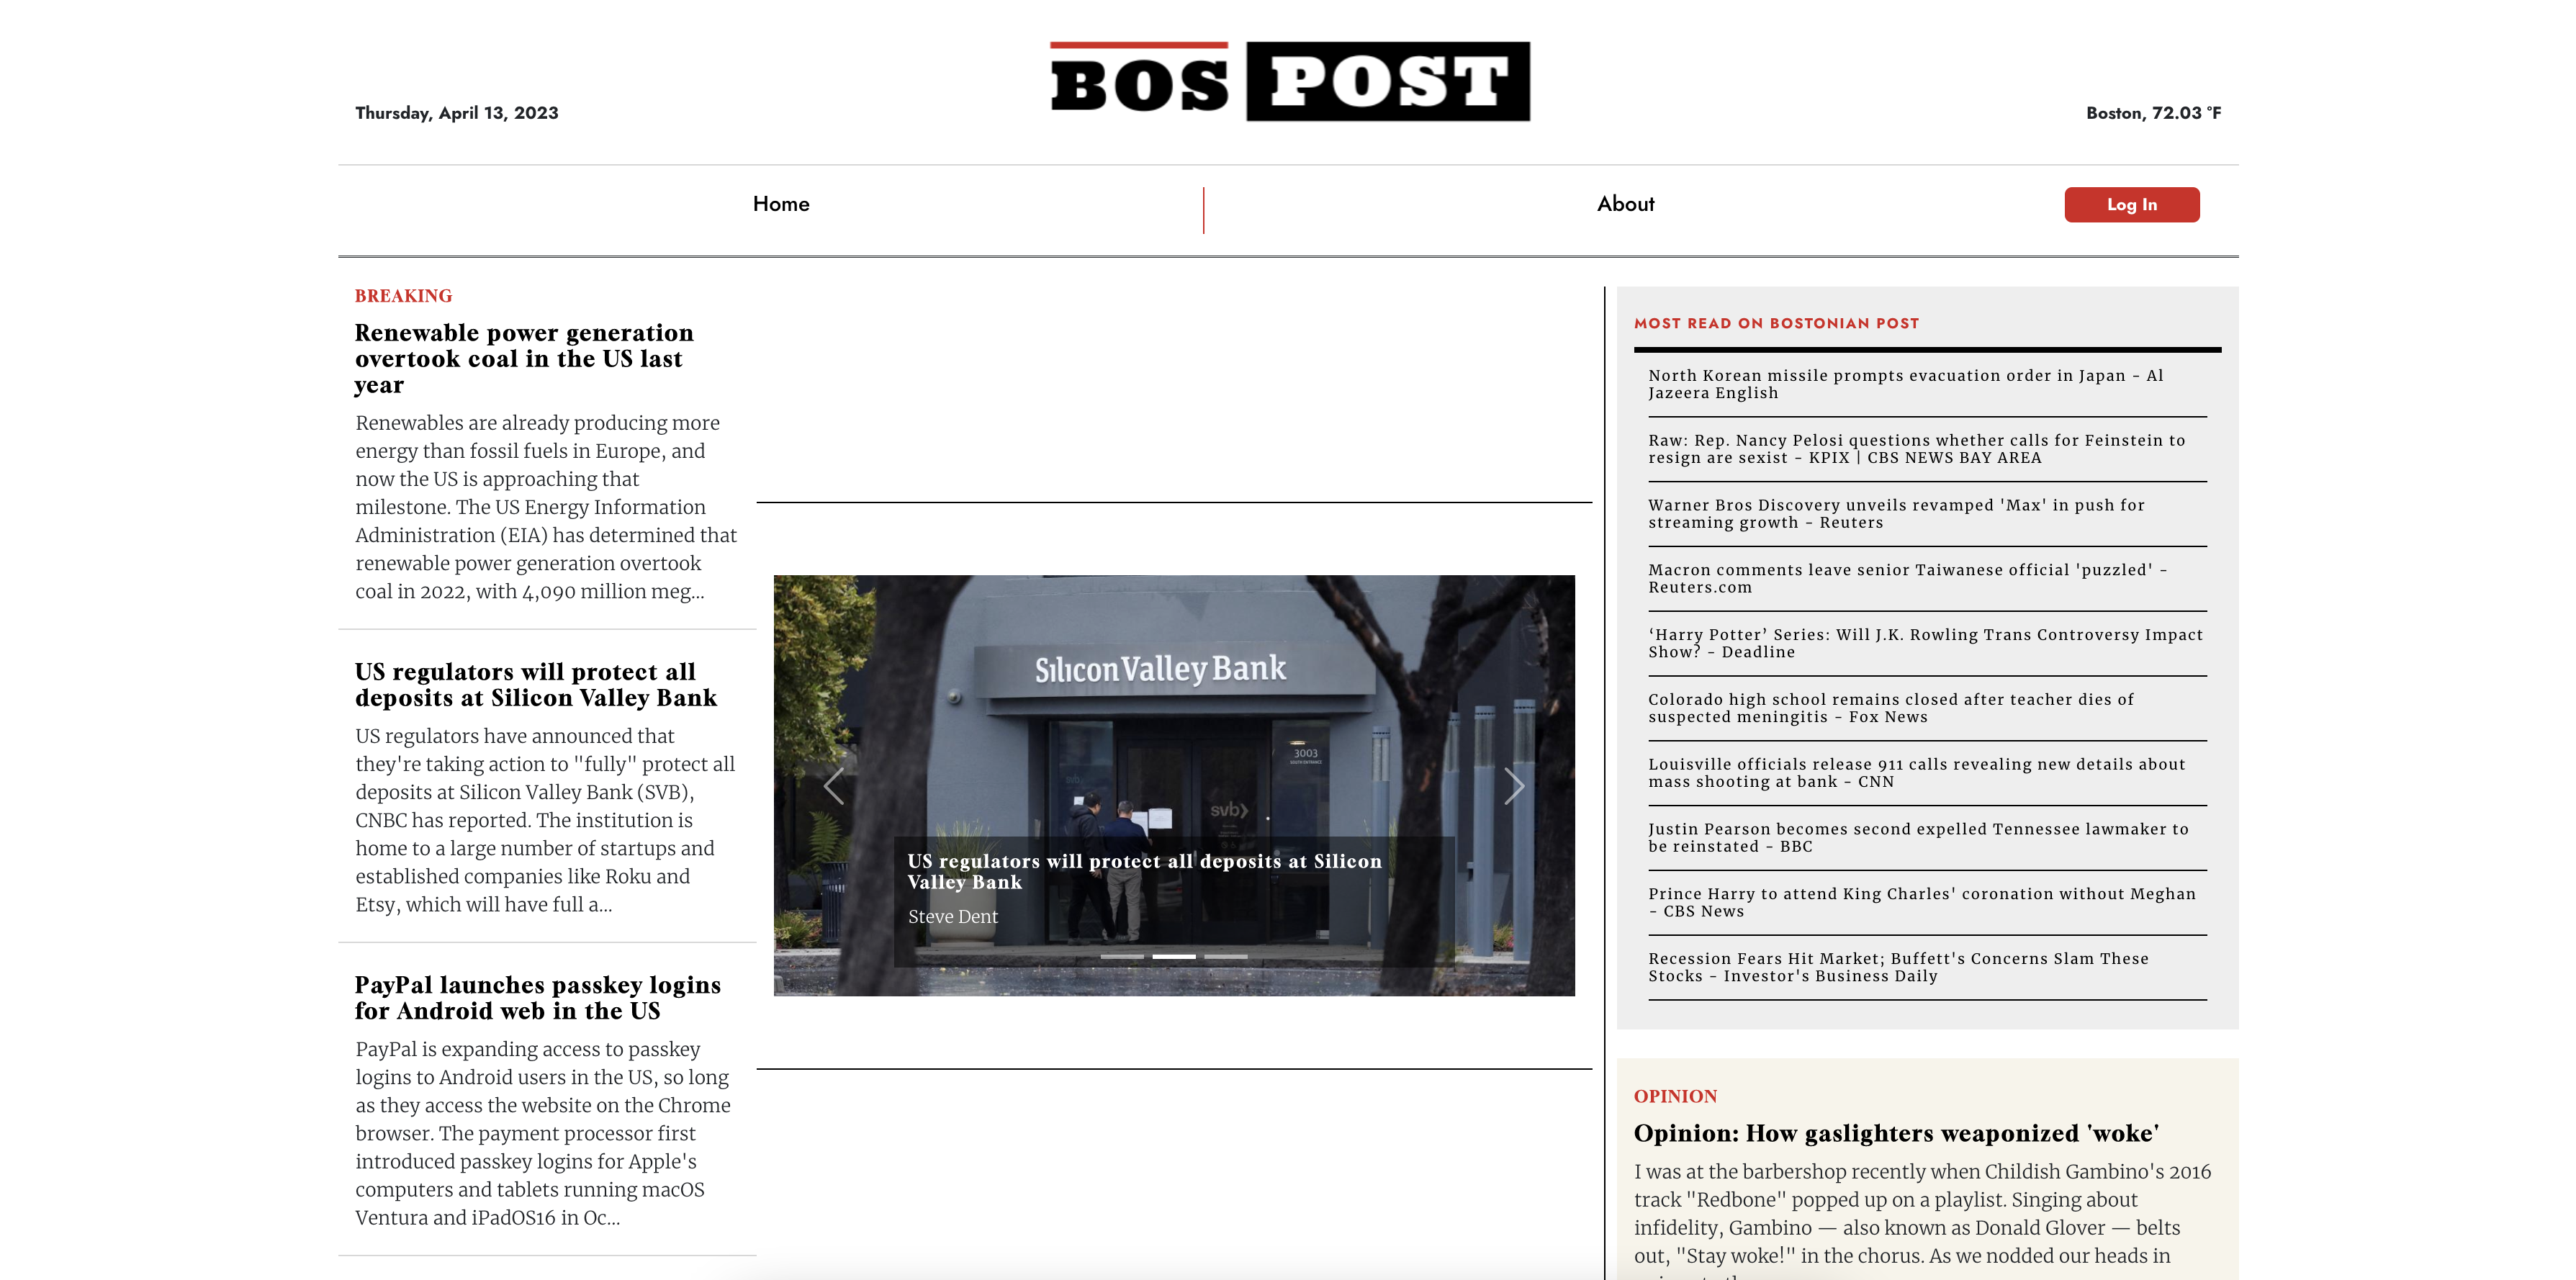 BOS POST
Thursday, April 13, 2023
Boston, 72.03 °F
Home
About
Log In
BREAKING
Renewable power generation
overtook coal in the US last
year
Renewables are already producing more
energy than fossil fuels in Europe, and
now the US is approaching that
milestone. The US Energy Information
Administration (EIA) has determined that
renewable power generation overtook
coal in 2022, with 4,090 million meg...
US regulators will protect all
deposits at Silicon Valley Bank
US regulators have announced that
they're taking action to "fully" protect all
deposits at Silicon Valley Bank (SVB),
CNBC has reported. The institution is
home to a large number of startups and
established companies like Roku and
Etsy, which will have full a...
PayPal launches passkey logins
for Android web in the US
PayPal is expanding access to passkey
logins to Android users in the US, so long
as they access the website on the Chrome
browser. The payment processor first
introduced passkey logins for Apple's
computers and tablets running macOS
Ventura and iPadOS16 in Oc...
Silicon Valley Bank
3003
SOUTH ENTRANCE
svb
svb>
US regulators will protect all deposits at Silicon
Valley Bank
Steve Dent
MOST READ ON BOSTONIAN POST
North Korean missile prompts evacuation order in Japan - Al
Jazeera English
Raw: Rep. Nancy Pelosi questions whether calls for Feinstein to
resign are sexist - KPIX | CBS NEWS BAY AREA
Warner Bros Discovery unveils revamped 'Max' in push for
streaming growth - Reuters
Macron comments leave senior Taiwanese official 'puzzled' -
Reuters.com
‘Harry Potter’ Series: Will J.K. Rowling Trans Controversy Impact
Show? - Deadline
Colorado high school remains closed after teacher dies of
suspected meningitis - Fox News
Louisville officials release 911 calls revealing new details about
mass shooting at bank - CNN
Justin Pearson becomes second expelled Tennessee lawmaker to
be reinstated - BBC
Prince Harry to attend King Charles' coronation without Meghan
- CBS News
Recession Fears Hit Market; Buffett's Concerns Slam These
Stocks - Investor's Business Daily
OPINION
Opinion: How gaslighters weaponized 'woke'
I was at the barbershop recently when Childish Gambino's 2016
track "Redbone" popped up on a playlist. Singing about
infidelity, Gambino — also known as Donald Glover — belts
out, "Stay woke!" in the chorus. As we nodded our heads in